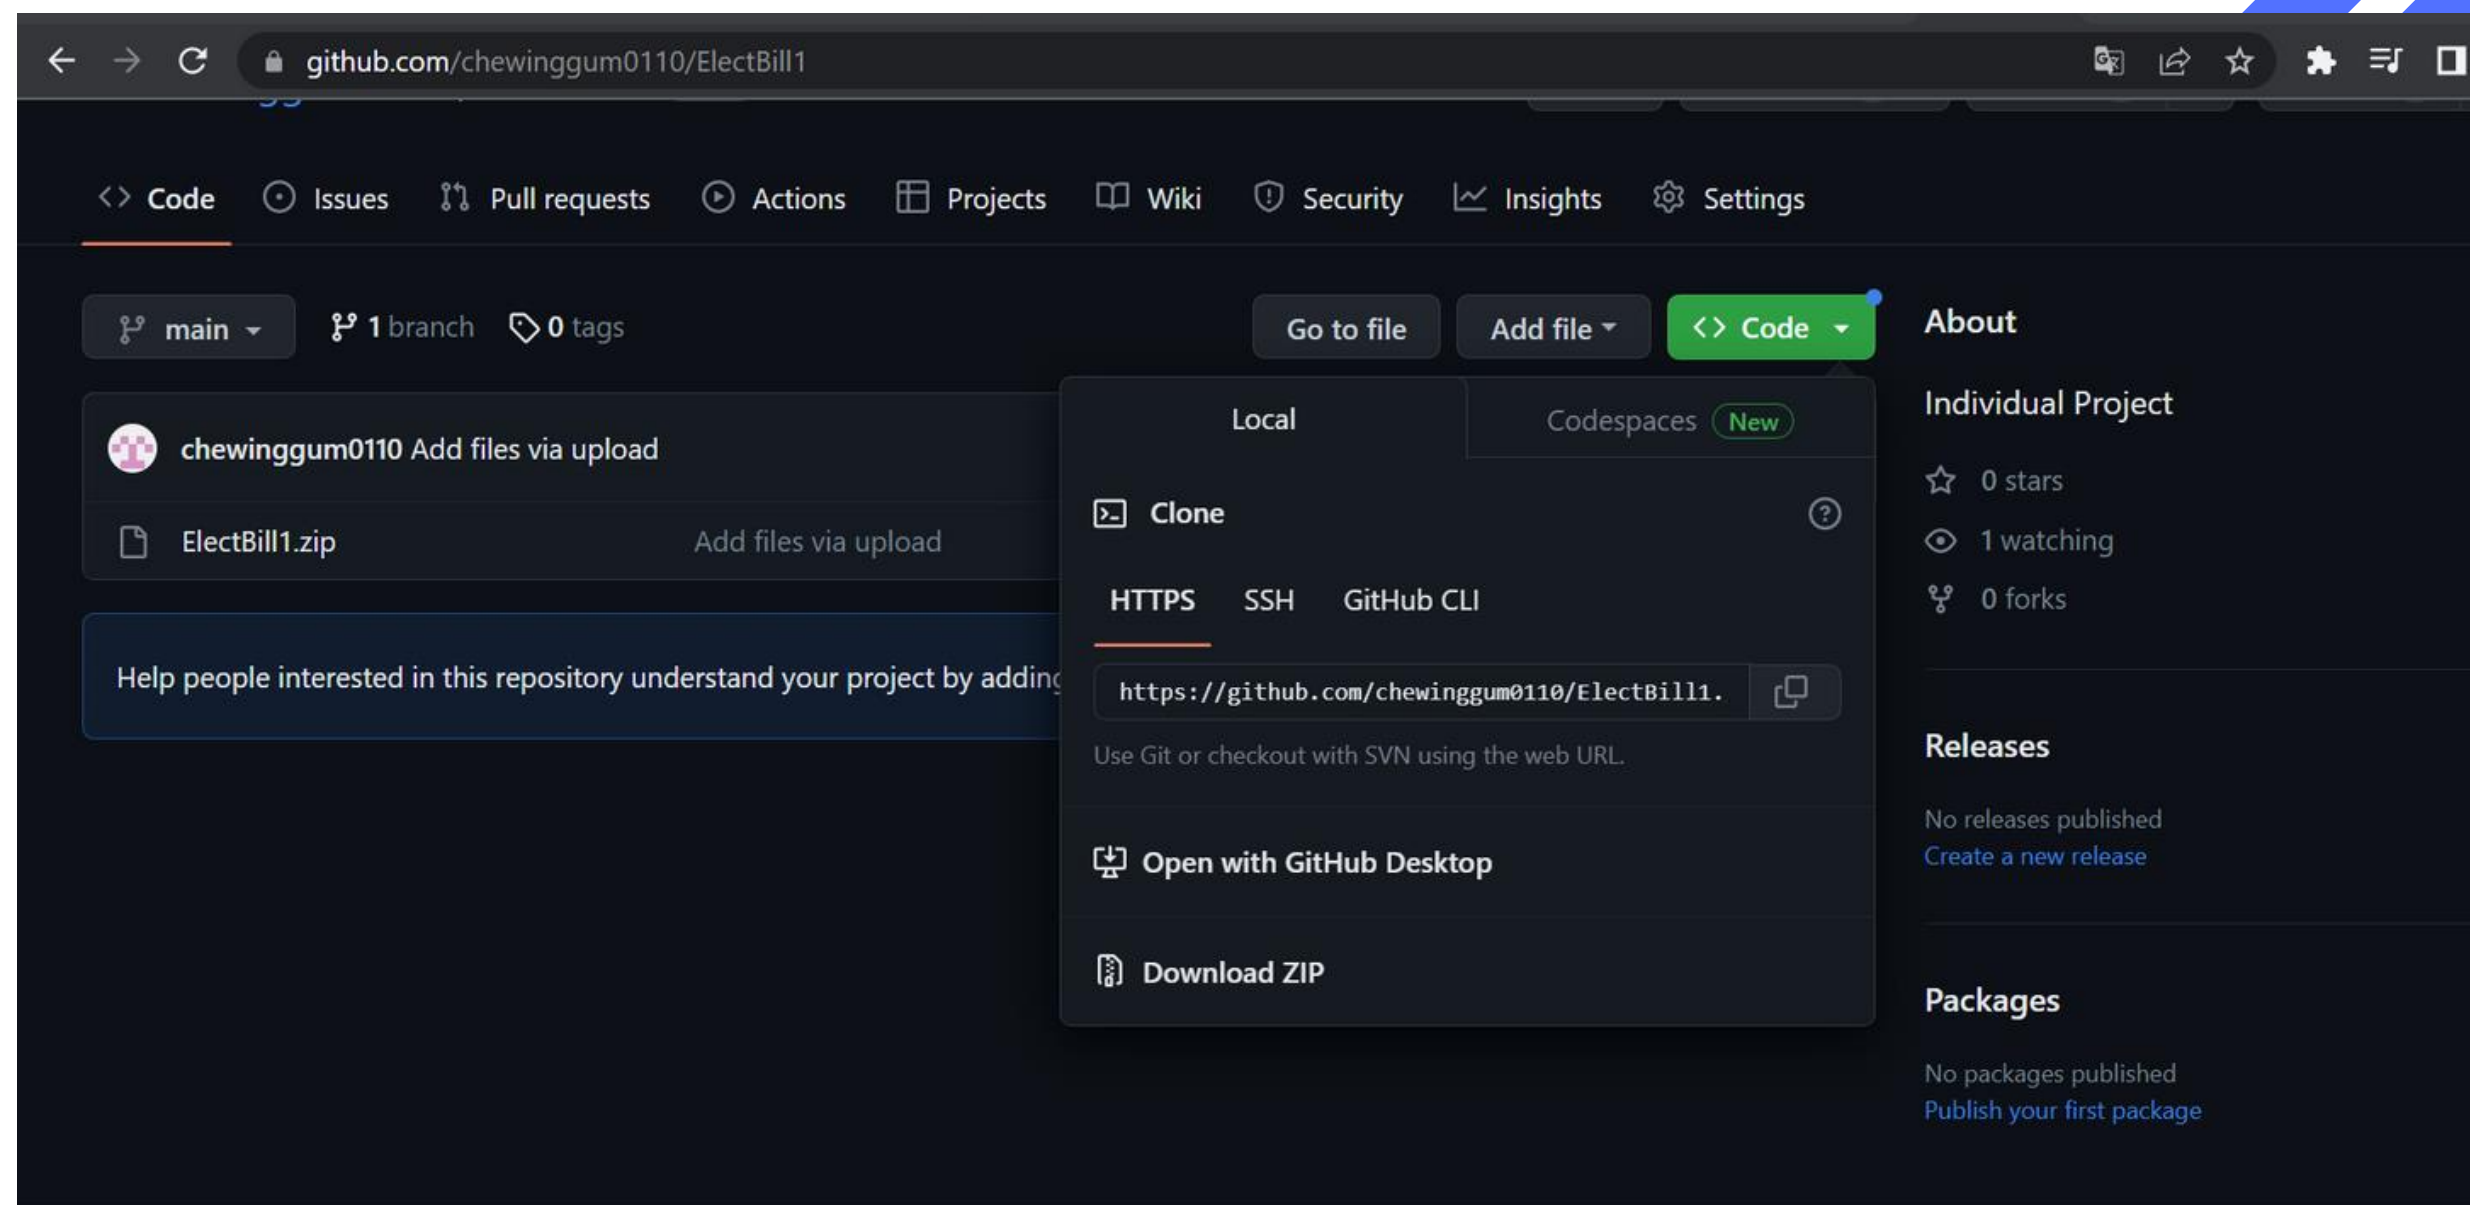 github.com/chewinggum0110/ElectBill1
Code Issues Pull requests Actions Projects Wiki Security Insights Settings
main 1 branch 0 tags Go to file Add file Code
chewinggum0110 Add files via upload
ElectBill1.zip Add files via upload
Help people interested in this repository understand your project by adding
Local Codespaces New
Clone
HTTPS SSH GitHub CLI
https://github.com/chewinggum0110/ElectBill1.
Use Git or checkout with SVN using the web URL.
Open with GitHub Desktop
Download ZIP
About
Individual Project
0 stars
1 watching
0 forks
Releases
No releases published
Create a new release
Packages
No packages published
Publish your first package